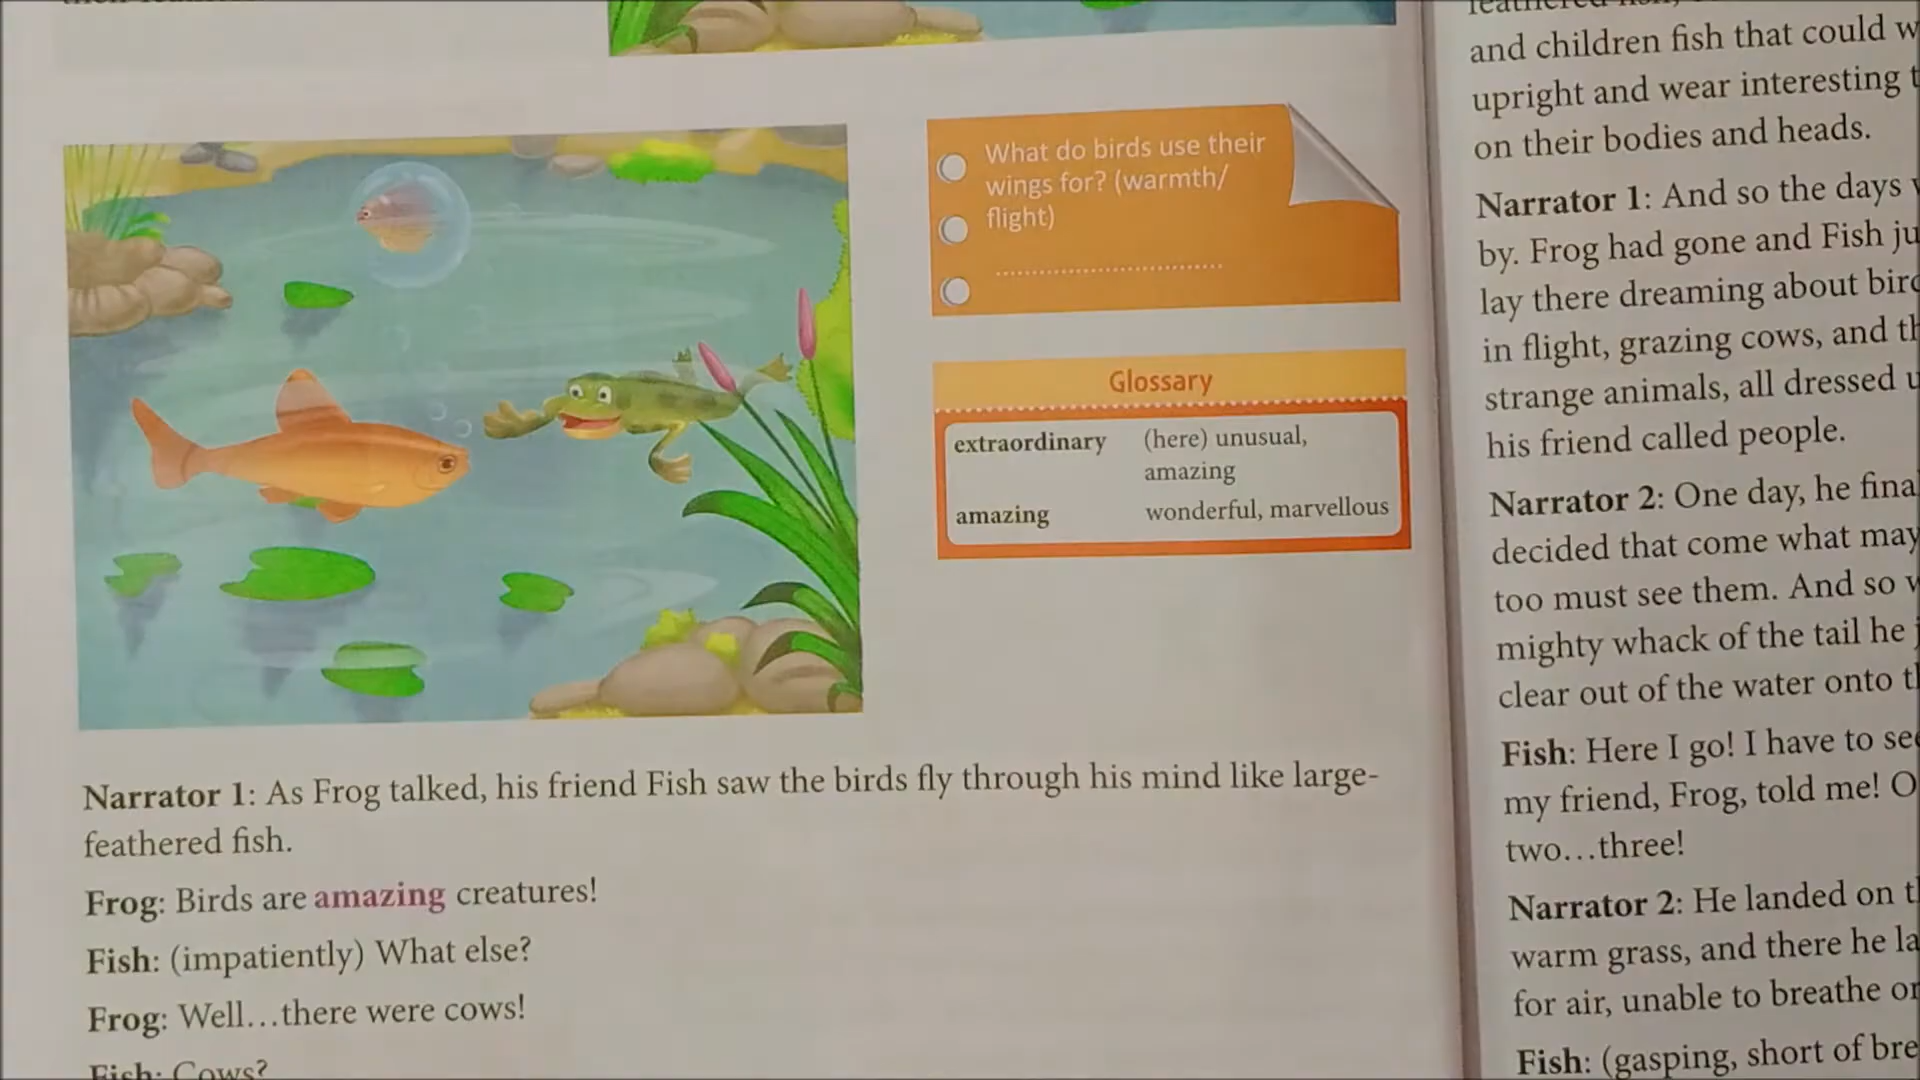 What do birds use their
wings for? (warmth/
flight)
Glossary
extraordinary (here) unusual,
amazing
amazing wonderful, marvellous
Narrator 1: As Frog talked, his friend Fish saw the birds fly through his mind like large-
feathered fish.
Frog: Birds are amazing creatures!
Fish: (impatiently) What else?
Frog: Well...there were cows!
Fish: Cows?
and children fish that could
upright and wear interesting
on their bodies and heads.
Narrator 1: And so the days
by. Frog had gone and Fish
lay there dreaming about
in flight, grazing cows, and
strange animals, all dressed
his friend called people.
Narrator 2: One day, he
decided that come what may
too must see them. And so
mighty whack of the tail he
clear out of the water onto
Fish: Here I go! I have to
my friend, Frog, told me!
two...three!
Narrator 2: He landed on
warm grass, and there he
for air, unable to breathe
Fish: (gasping, short of